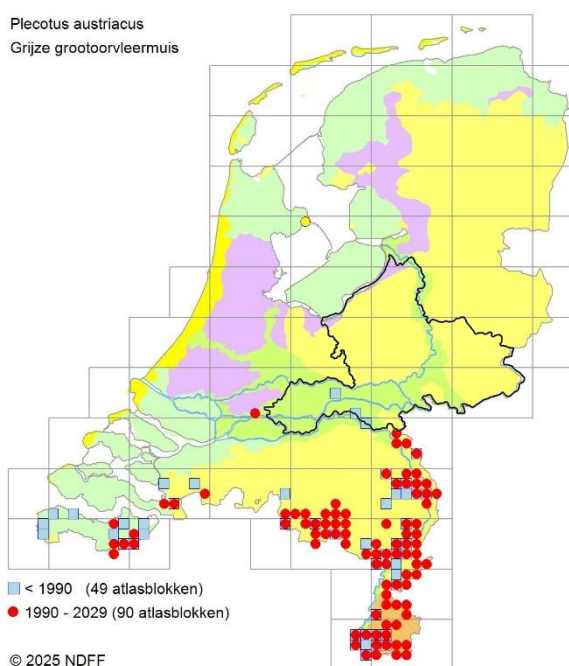 Plecotus austriacus
Grijze grootoorvleermuis
< 1990 (49 atlasblokken)
1990 - 2029 (90 atlasblokken)
© 2025 NDFF